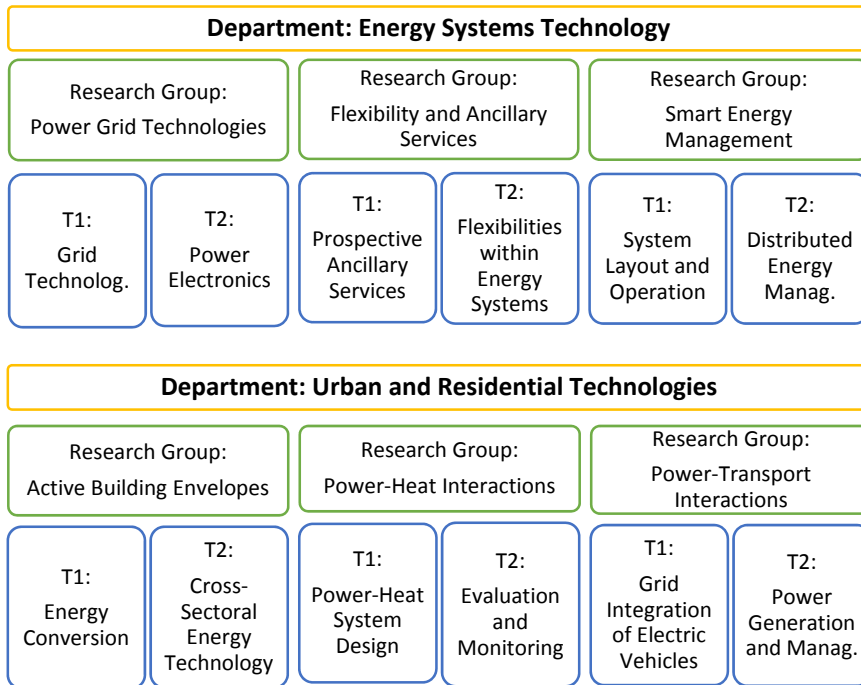 Department: Energy Systems Technology
Research Group:
Power Grid Technologies
Research Group:
Flexibility and Ancillary
Services
Research Group:
Smart Energy
Management
T1:
Grid
Technolog.
T2:
Power
Electronics
T1:
Prospective
Ancillary
Services
T2:
Flexibilities
within
Energy
Systems
T1:
System
Layout and
Operation
T2:
Distributed
Energy
Manag.
Department: Urban and Residential Technologies
Research Group:
Active Building Envelopes
Research Group:
Power-Heat Interactions
Research Group:
Power-Transport
Interactions
T1:
Energy
Conversion
T2:
Cross-
Sectoral
Energy
Technology
T1:
Power-Heat
System
Design
T2:
Evaluation
and
Monitoring
T1:
Grid
Integration
of Electric
Vehicles
T2:
Power
Generation
and Manag.